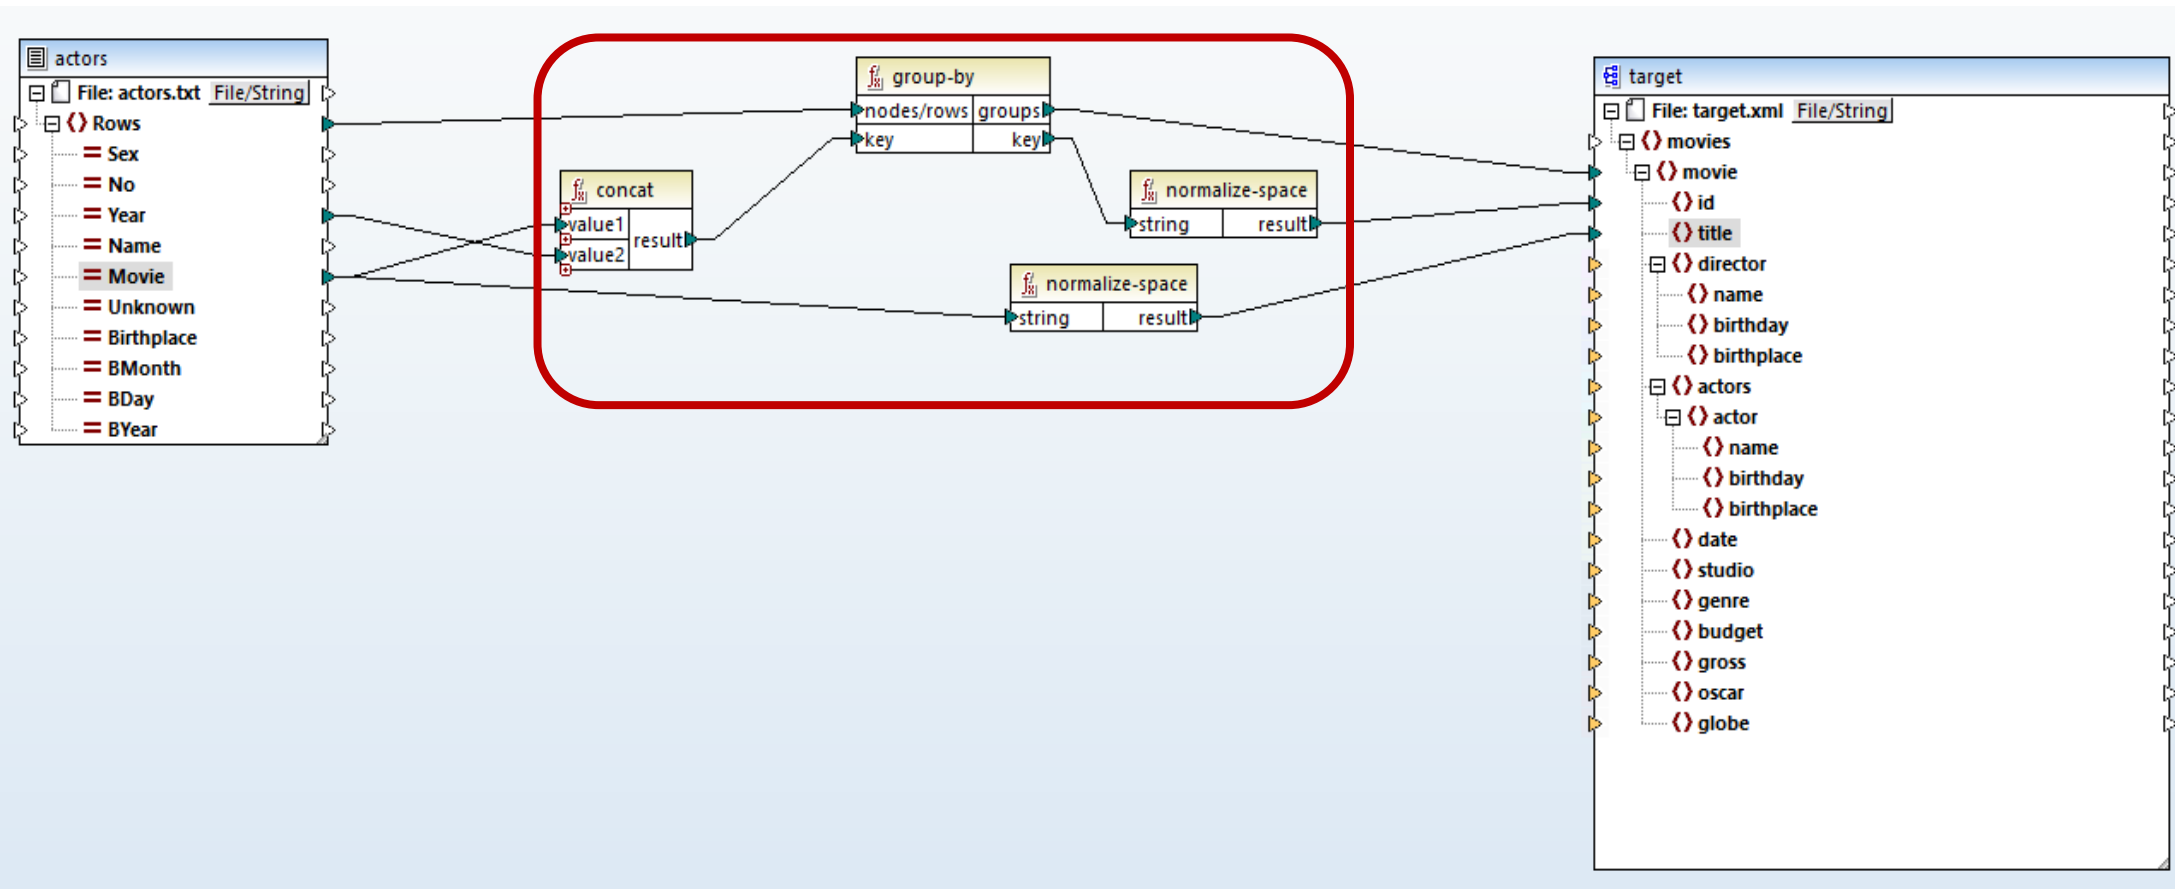 actors
File: actors.txt File/String
Rows
Sex
No
Year
Name
Movie
Unknown
Birthplace
BMonth
BDay
BYear
group-by
nodes/rows groups
key key
concat
value1
result
value2
normalize-space
string result
normalize-space
string result
target
File: target.xml File/String
movies
movie
id
title
director
name
birthday
birthplace
actors
actor
name
birthday
birthplace
date
studio
genre
budget
gross
oscar
globe